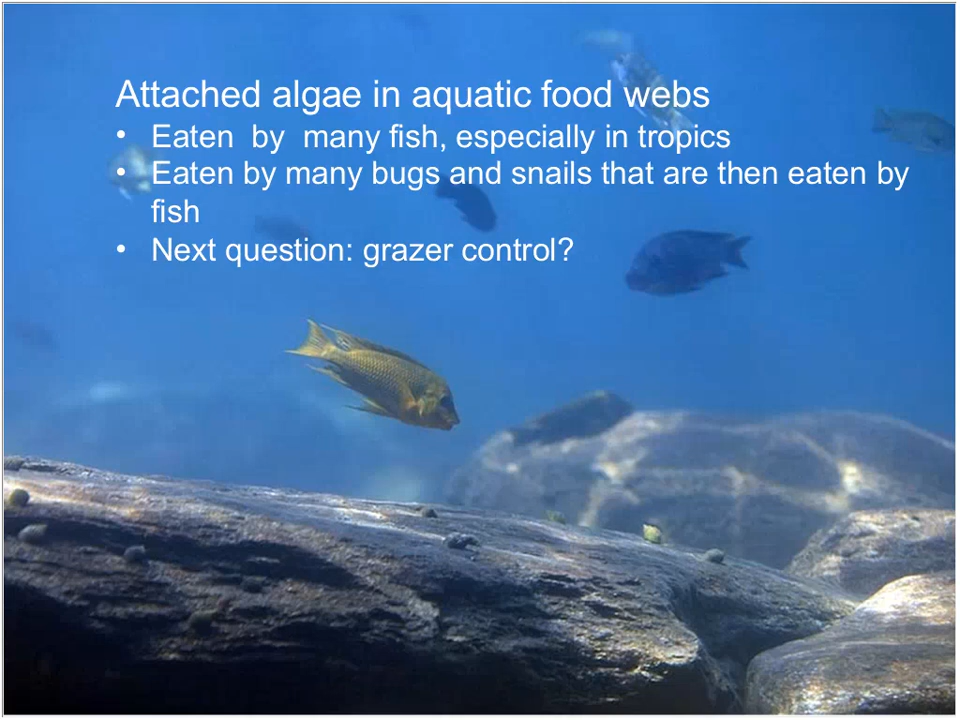 Attached algae in aquatic food webs
• Eaten by many fish, especially in tropics
• Eaten by many bugs and snails that are then eaten by
fish
• Next question: grazer control?